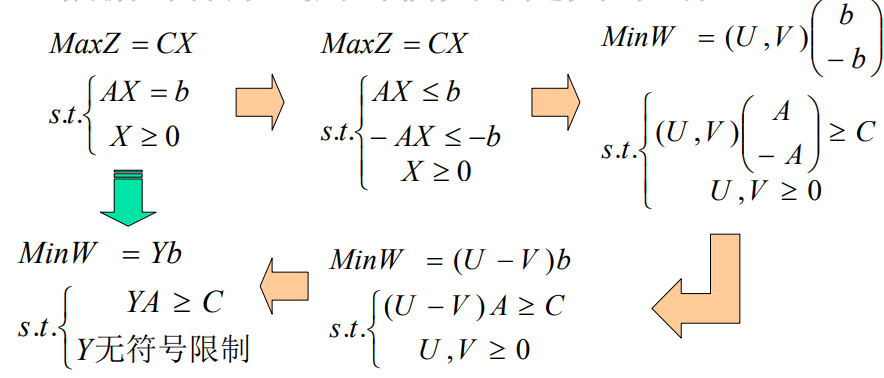 MaxZ = CX
s.t. { AX = b
X ≥ 0
MaxZ = CX
s.t. { AX ≤ b
− AX ≤ −b
X ≥ 0
MinW = (U,V) ( b
− b )
s.t. { (U,V) ( A
− A ) ≥ C
U,V ≥ 0
MinW = (U − V)b
s.t. { (U − V)A ≥ C
U,V ≥ 0
MinW = Yb
s.t. { YA ≥ C
Y无符号限制